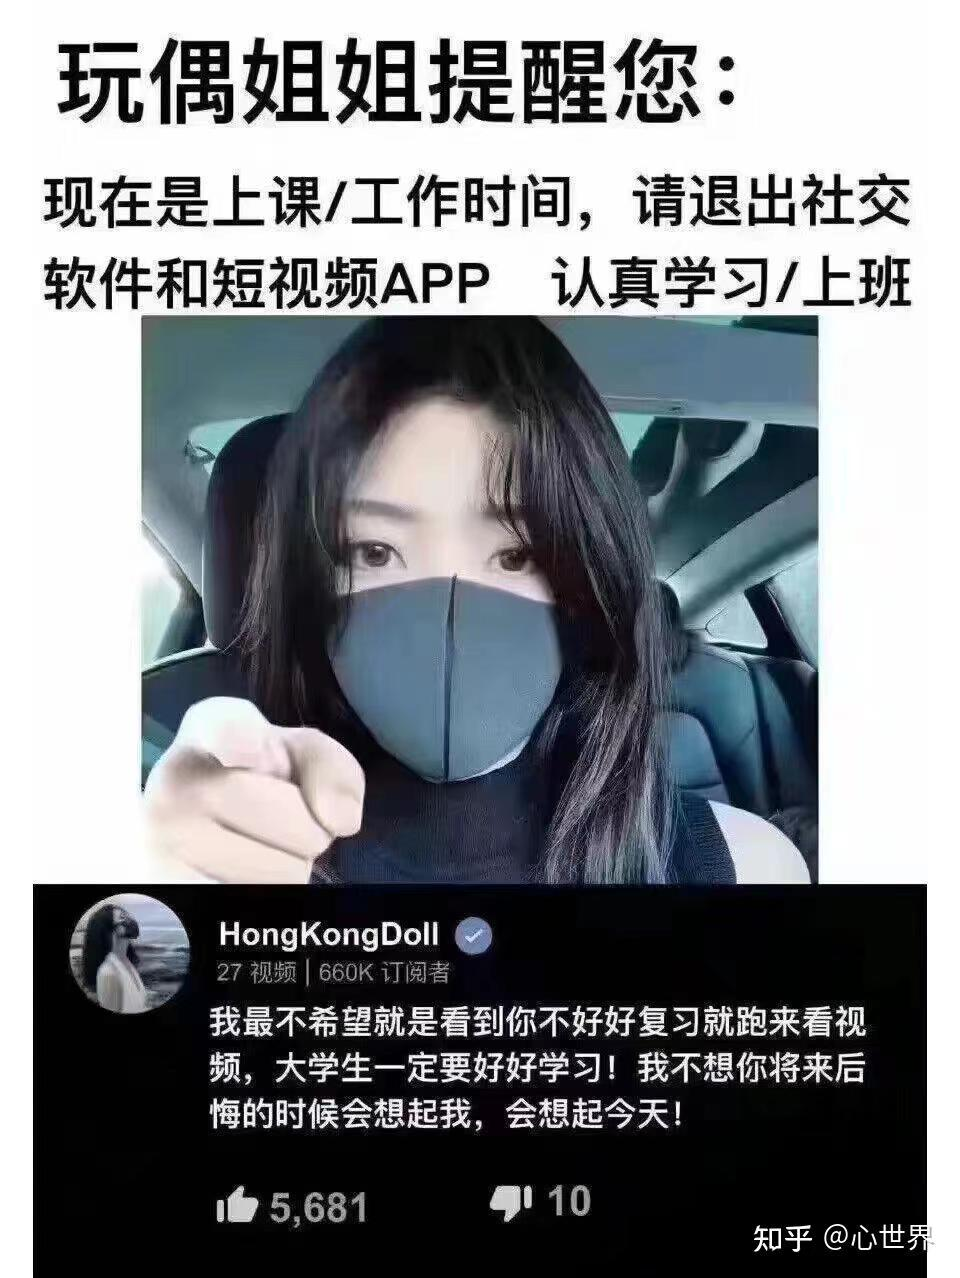 玩偶姐姐提醒您：
现在是上课/工作时间，请退出社交
软件和短视频APP 认真学习/上班
HongKongDoll
27 视频 | 660K 订阅者
我最不希望就是看到你不好好复习就跑来看视
频，大学生一定要好好学习！我不想你将来后
悔的时候会想起我，会想起今天！
5,681 10
知乎 @心世界